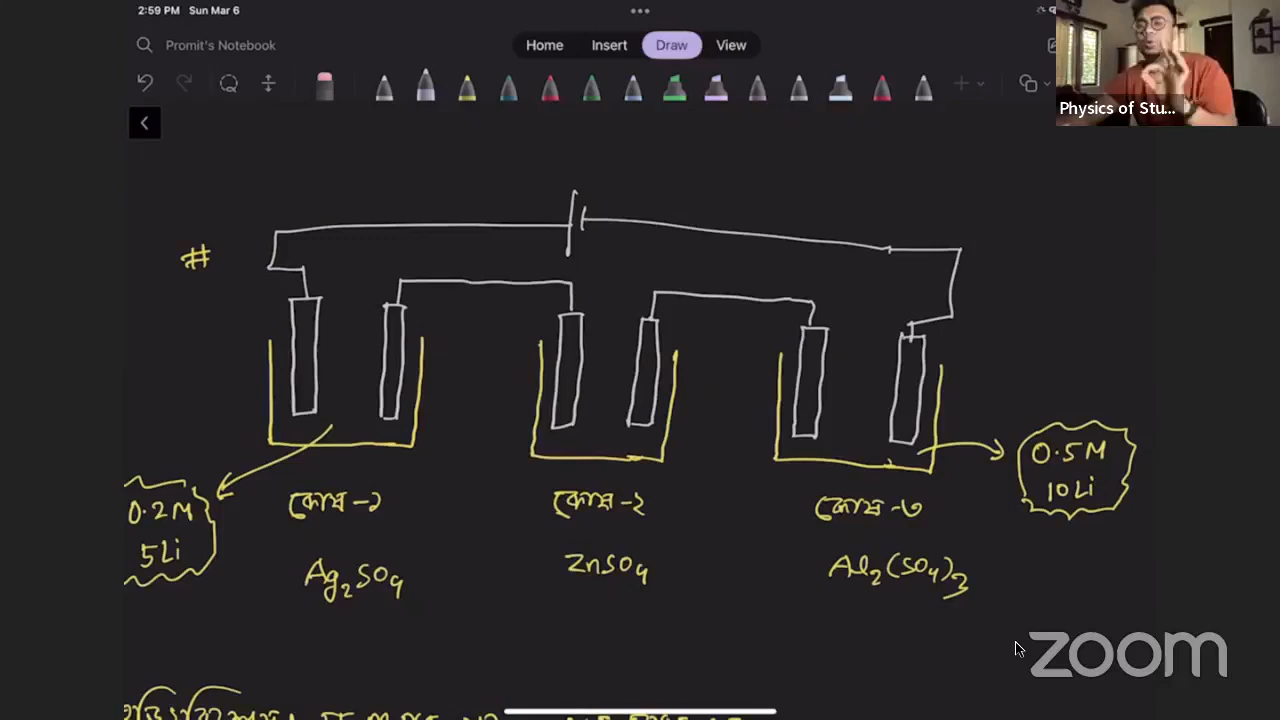 2:59 PM Sun Mar 6
Promit's Notebook
Home Insert Draw View
Physics of Stu...
#
0.2M
5Li
0.5M
10Li
কোষ-১ কোষ-২ কোষ-৩
Ag₂SO₄ ZnSO₄ Al₂(SO₄)₃
zoom